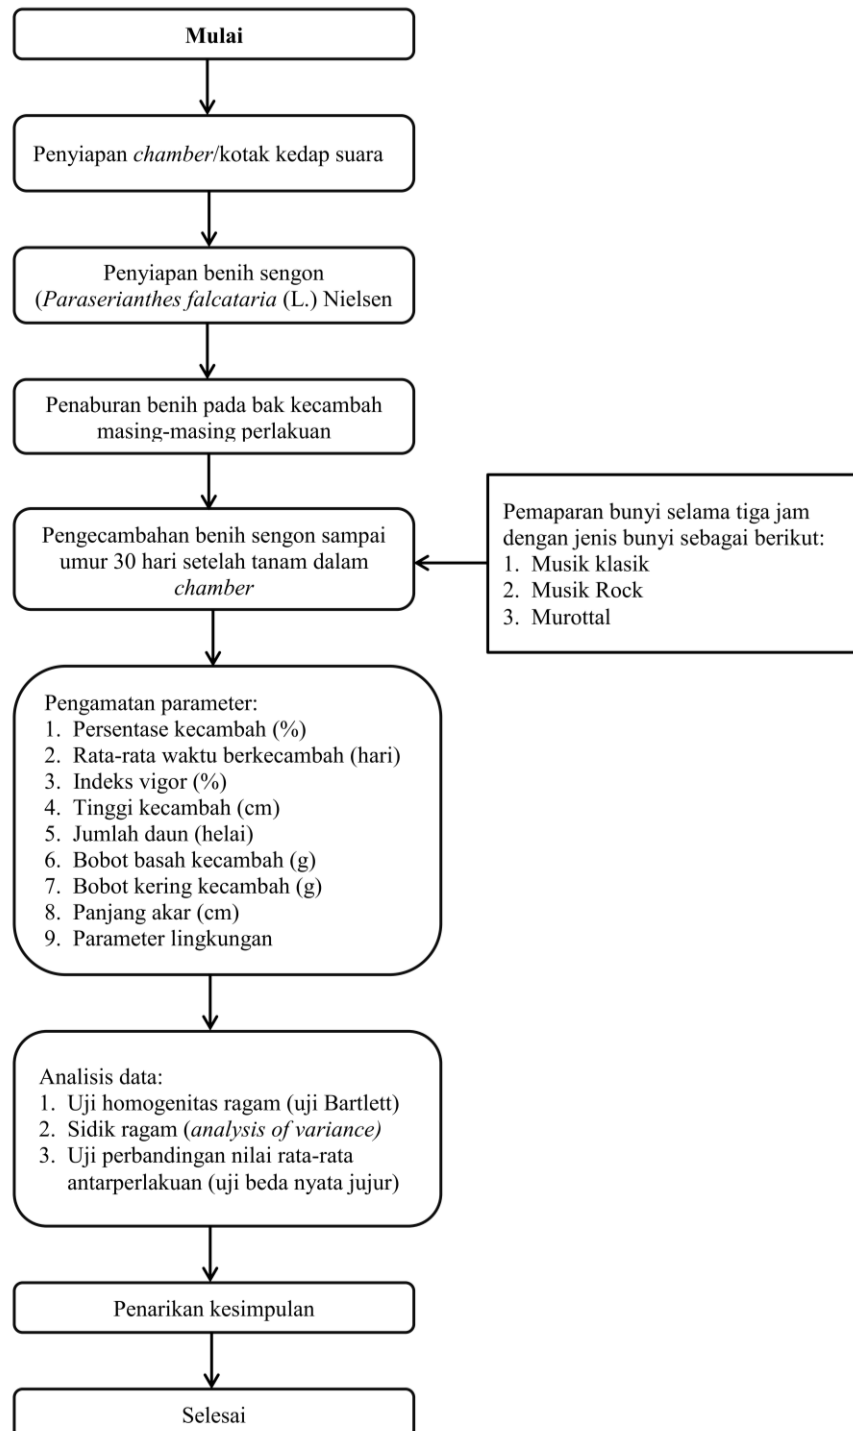 Mulai
Penyiapan chamber/kotak kedap suara
Penyiapan benih sengon
(Paraserianthes falcataria (L.) Nielsen
Penaburan benih pada bak kecambah
masing-masing perlakuan
Pengecambahan benih sengon sampai
umur 30 hari setelah tanam dalam
chamber
Pemaparan bunyi selama tiga jam
dengan jenis bunyi sebagai berikut:
1. Musik klasik
2. Musik Rock
3. Murottal
Pengamatan parameter:
1. Persentase kecambah (%)
2. Rata-rata waktu berkecambah (hari)
3. Indeks vigor (%)
4. Tinggi kecambah (cm)
5. Jumlah daun (helai)
6. Bobot basah kecambah (g)
7. Bobot kering kecambah (g)
8. Panjang akar (cm)
9. Parameter lingkungan
Analisis data:
1. Uji homogenitas ragam (uji Bartlett)
2. Sidik ragam (analysis of variance)
3. Uji perbandingan nilai rata-rata
antarperlakuan (uji beda nyata jujur)
Penarikan kesimpulan
Selesai